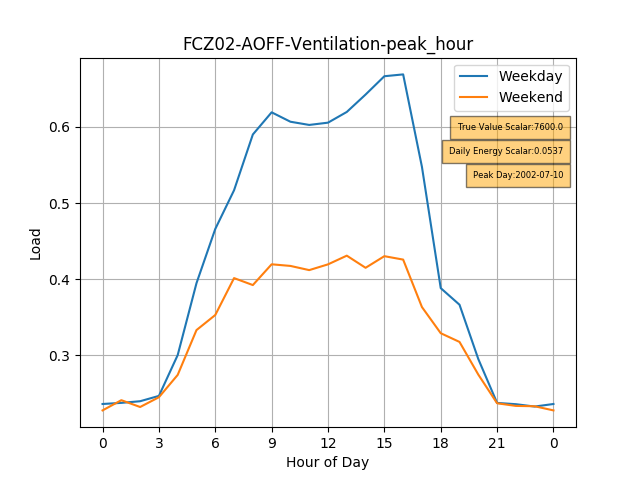 FCZ02-AOFF-Ventilation-peak_hour
Weekday
Weekend
True Value Scalar:7600.0
Daily Energy Scalar:0.0537
Peak Day:2002-07-10
Load
0.6
0.5
0.4
0.3
0 3 6 9 12 15 18 21 0
Hour of Day